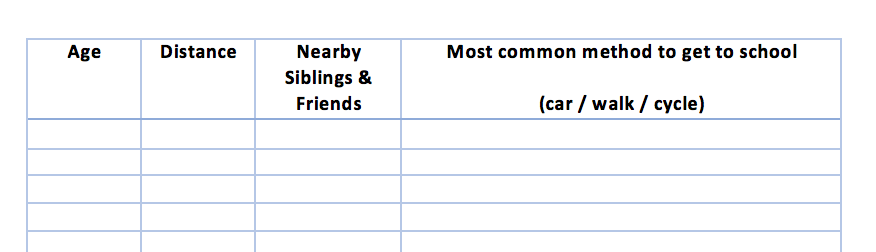 Age
Distance
Nearby
Siblings &
Friends
Most common method to get to school
(car / walk / cycle)